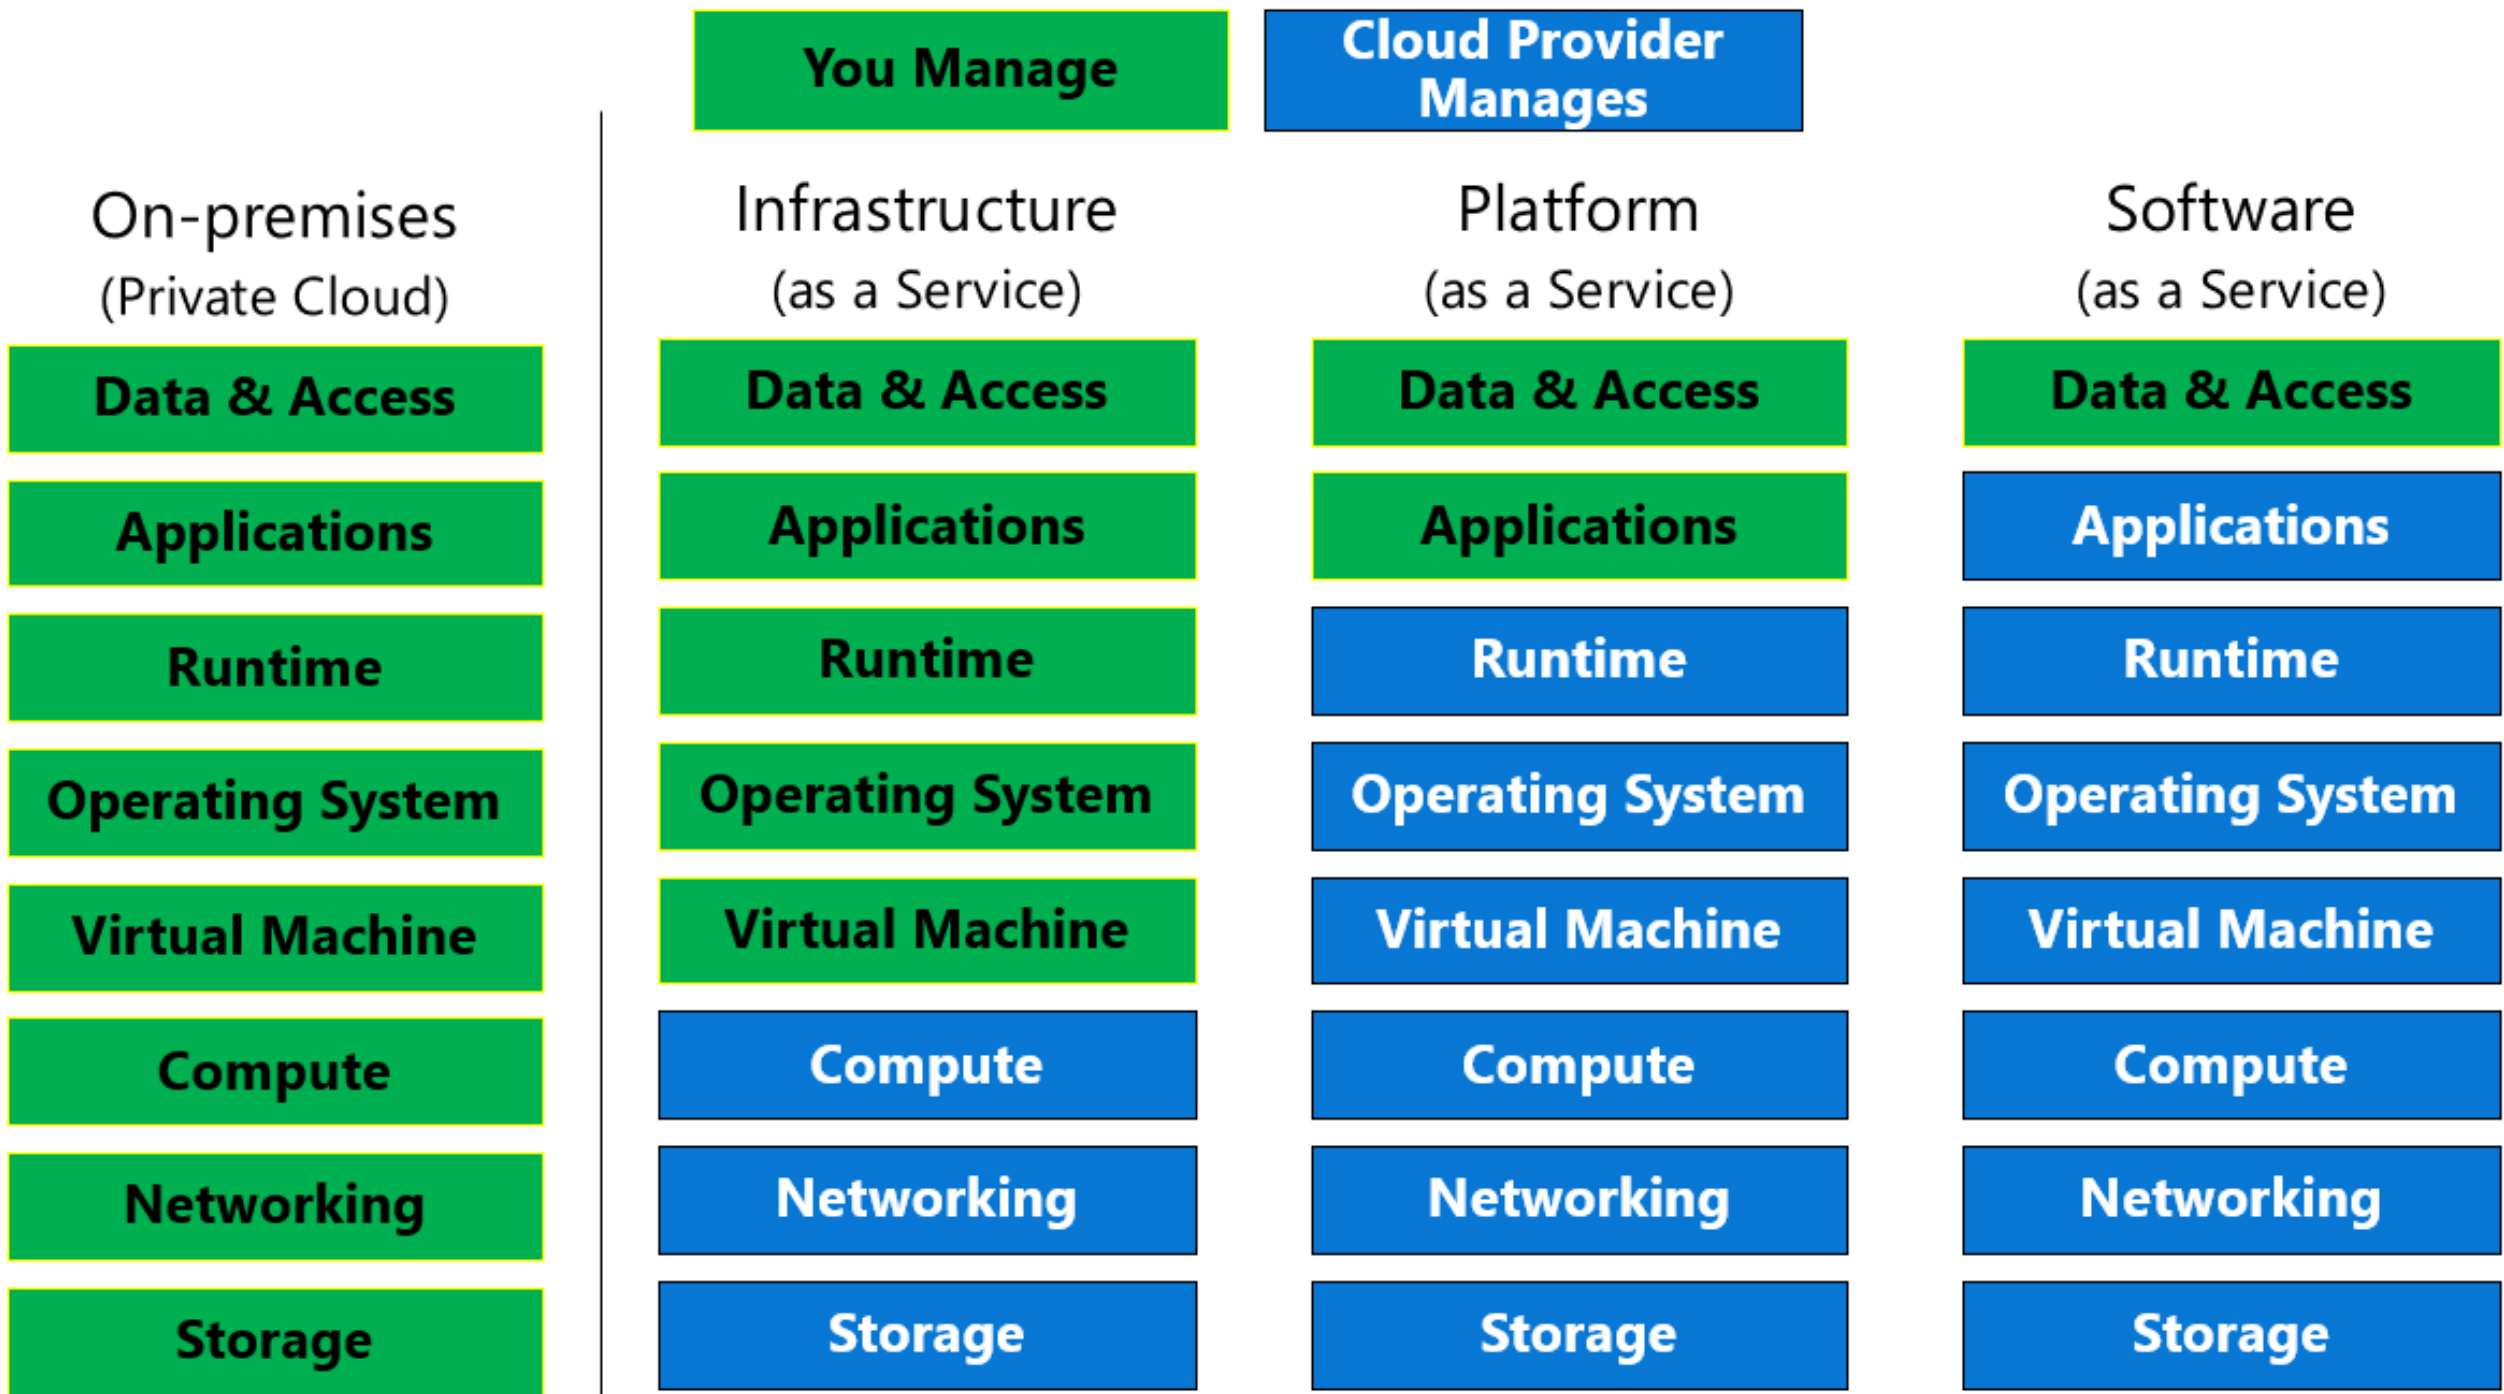 You Manage
Cloud Provider
Manages
On-premises
(Private Cloud)
Data & Access
Applications
Runtime
Operating System
Virtual Machine
Compute
Networking
Storage
Infrastructure
(as a Service)
Data & Access
Applications
Runtime
Operating System
Virtual Machine
Compute
Networking
Storage
Platform
(as a Service)
Data & Access
Applications
Runtime
Operating System
Virtual Machine
Compute
Networking
Storage
Software
(as a Service)
Data & Access
Applications
Runtime
Operating System
Virtual Machine
Compute
Networking
Storage